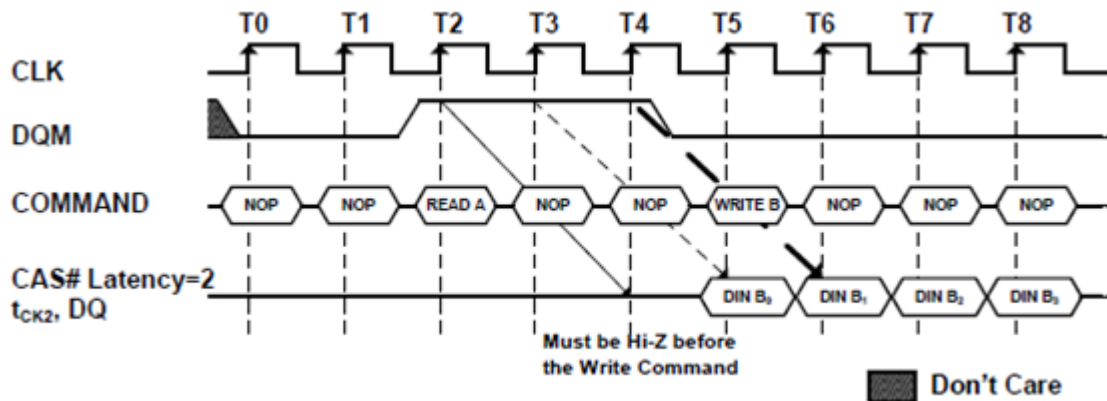 T0 T1 T2 T3 T4 T5 T6 T7 T8
CLK
DQM
COMMAND NOP NOP READ A NOP NOP WRITE B NOP NOP NOP
CAS# Latency=2
tCK2, DQ DIN B0 DIN B1 DIN B2 DIN B3
Must be Hi-Z before
the Write Command
Don't Care